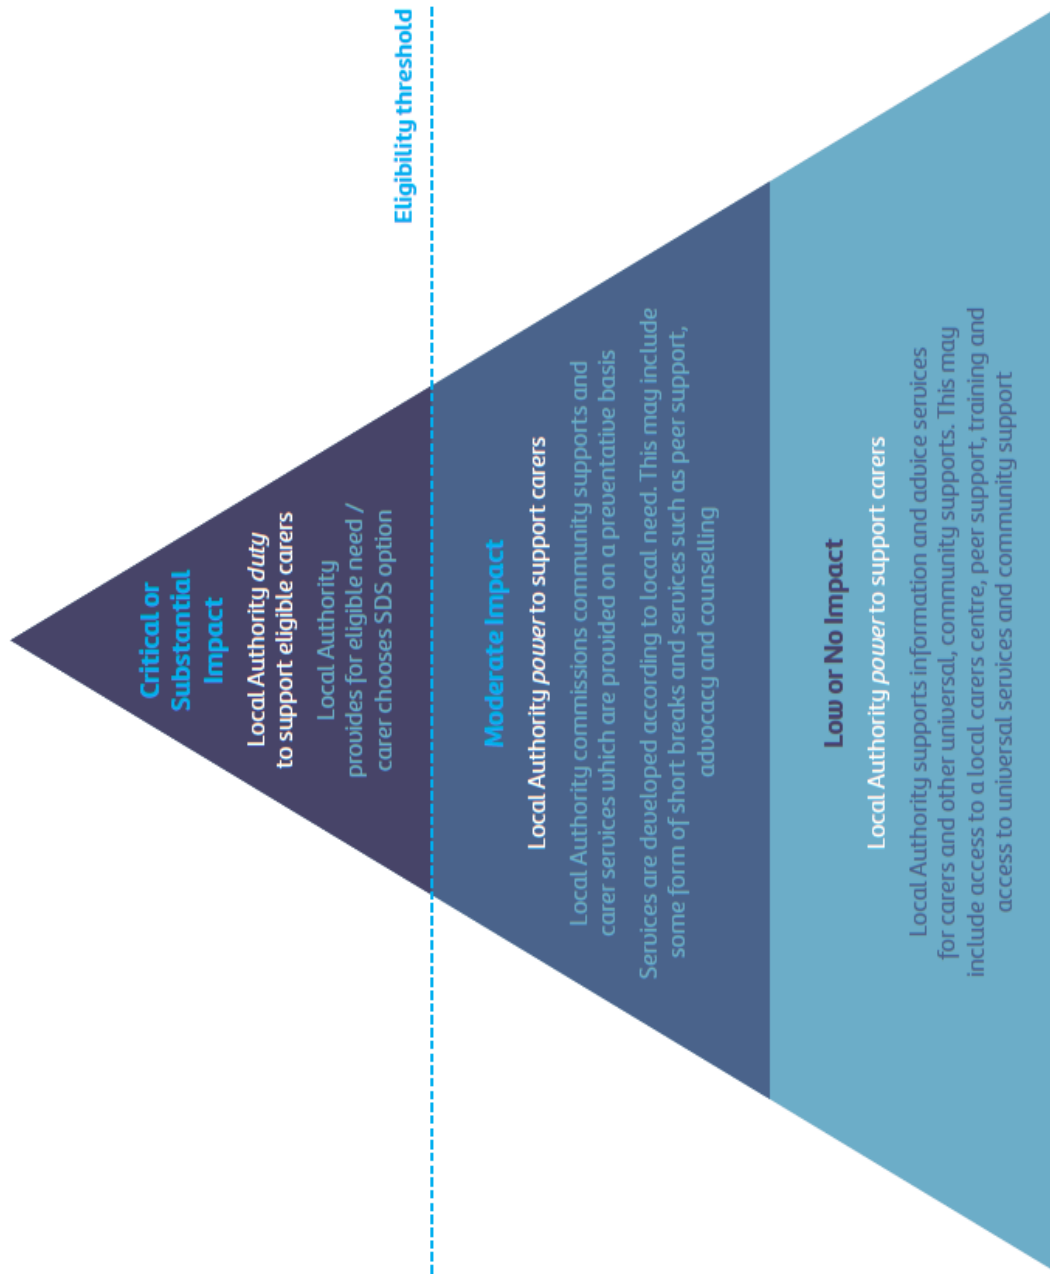 Eligibility threshold
Critical or
Substantial
Impact
Local Authority duty
to support eligible carers
Local Authority
provides for eligible need /
carer chooses SDS option
Moderate Impact
Local Authority power to support carers
Local Authority commissions community supports and
carer services which are provided on a preventative basis
Services are developed according to local need. This may include
some form of short breaks and services such as peer support,
advocacy and counselling
Low or No Impact
Local Authority power to support carers
Local Authority supports information and advice services
for carers and other universal, community supports. This may
include access to a local carers centre, peer support, training and
access to universal services and community support